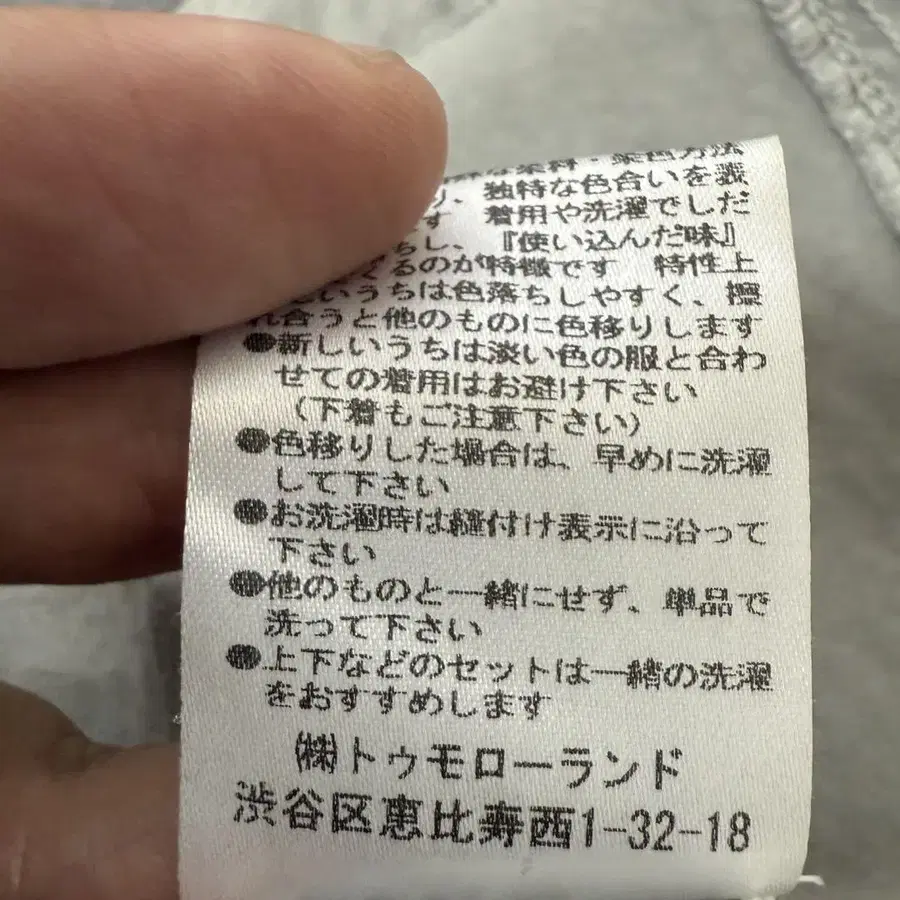 な染料・染色方法
り、独特な色合いを表
す 着用や洗濯でしだ
ちし、『使い込んだ味』
くるのが特徴です 特性上
いうちは色落ちしやすく、擦
れ合うと他のものに色移りします
●新しいうちは淡い色の服と合わ
せての着用はお避け下さい
(下着もご注意下さい)
●色移りした場合は、早めに洗濯
して下さい
●お洗濯時は縫付け表示に沿って
下さい
●他のものと一緒にせず、単品で
洗って下さい
●上下などのセットは一緒の洗濯
をおすすめします
㈱トゥモローランド
渋谷区恵比寿西1-32-18